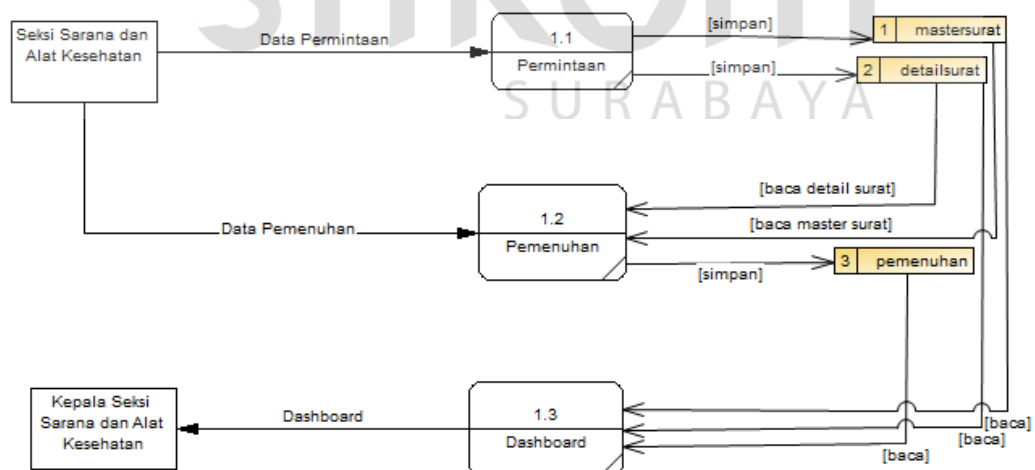 Seksi Sarana dan
Alat Kesehatan
Data Permintaan
1.1
Permintaan
[simpan]
1 mastersurat
[simpan]
2 detailsurat
SURABAYA
[baca detail surat]
[baca master surat]
Data Pemenuhan
1.2
Pemenuhan
[simpan]
3 pemenuhan
Kepala Seksi
Sarana dan Alat
Kesehatan
Dashboard
1.3
Dashboard
[baca]
[baca]
[baca]